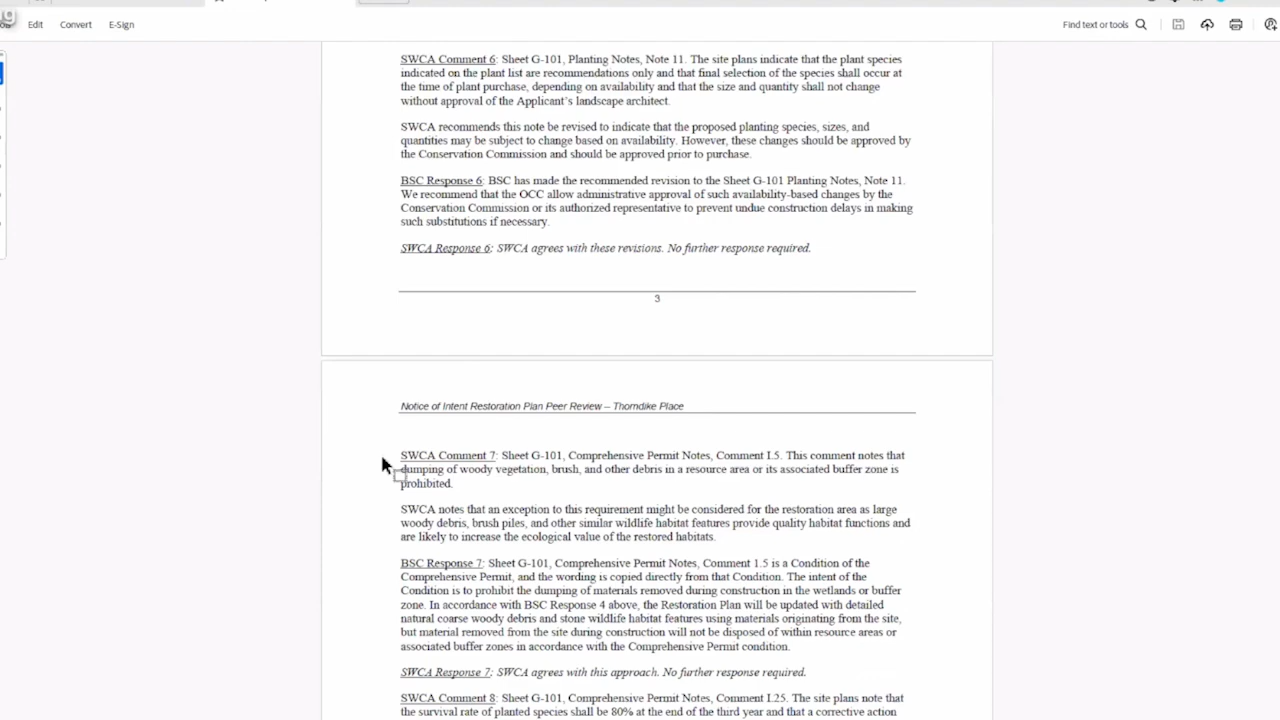 Edit Convert E-Sign Find text or tools
SWCA Comment 6: Sheet G-101, Planting Notes, Note 11. The site plans indicate that the plant species
indicated on the plant list are recommendations only and that final selection of the species shall occur at
the time of plant purchase, depending on availability and that the size and quantity shall not change
without approval of the Applicant's landscape architect.
SWCA recommends this note be revised to indicate that the proposed planting species, sizes, and
quantities may be subject to change based on availability. However, these changes should be approved by
the Conservation Commission and should be approved prior to purchase.
BSC Response 6: BSC has made the recommended revision to the Sheet G-101 Planting Notes, Note 11.
We recommend that the OCC allow administrative approval of such availability-based changes by the
Conservation Commission or its authorized representative to prevent undue construction delays in making
such substitutions if necessary.
SWCA Response 6: SWCA agrees with these revisions. No further response required.
3
Notice of Intent Restoration Plan Peer Review – Thorndike Place
SWCA Comment 7: Sheet G-101, Comprehensive Permit Notes, Comment I.5. This comment notes that
dumping of woody vegetation, brush, and other debris in a resource area or its associated buffer zone is
prohibited.
SWCA notes that an exception to this requirement might be considered for the restoration area as large
woody debris, brush piles, and other similar wildlife habitat features provide quality habitat functions and
are likely to increase the ecological value of the restored habitats.
BSC Response 7: Sheet G-101, Comprehensive Permit Notes, Comment 1.5 is a Condition of the
Comprehensive Permit, and the wording is copied directly from that Condition. The intent of the
Condition is to prohibit the dumping of materials removed during construction in the wetlands or buffer
zone. In accordance with BSC Response 4 above, the Restoration Plan will be updated with detailed
natural coarse woody debris and stone wildlife habitat features using materials originating from the site,
but material removed from the site during construction will not be disposed of within resource areas or
associated buffer zones in accordance with the Comprehensive Permit condition.
SWCA Response 7: SWCA agrees with this approach. No further response required.
SWCA Comment 8: Sheet G-101, Comprehensive Permit Notes, Comment I.25. The site plans note that
the survival rate of planted species shall be 80% at the end of the third year and that a corrective action